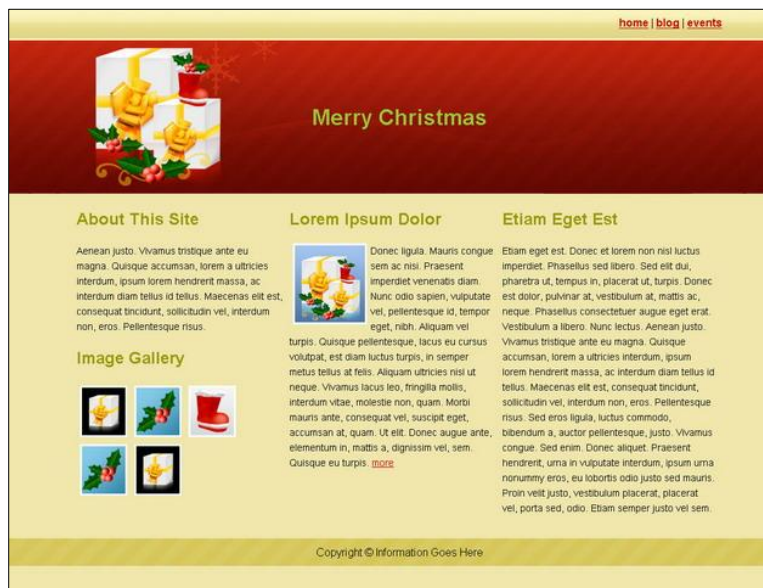 home | blog | events
Merry Christmas
About This Site
Aenean justo. Vivamus tristique ante eu
magna. Quisque accumsan, lorem a ultricies
interdum, ipsum lorem hendrerit massa, ac
interdum diam tellus id tellus. Maecenas elit est,
consequat tincidunt, sollicitudin vel, interdum
non, eros. Pellentesque risus.
Image Gallery
Lorem Ipsum Dolor
Donec ligula. Mauris congue
sem ac nisi. Praesent
imperdiet venenatis diam.
Nunc odio sapien, vulputate
vel, pellentesque id, tempor
eget, nibh. Aliquam vel
turpis. Quisque pellentesque, lacus eu cursus
volutpat, est diam luctus turpis, in semper
metus tellus at felis. Aliquam ultricies nisl ut
neque. Vivamus lacus leo, fringilla mollis,
interdum vitae, molestie non, quam. Morbi
mauris ante, consequat vel, suscipit eget,
accumsan at, quam. Ut elit. Donec augue ante,
elementum in, mattis a, dignissim vel, sem.
Quisque eu turpis. more
Etiam Eget Est
Etiam eget est. Donec et lorem non nisl luctus
imperdiet. Phasellus sed libero. Sed elit dui,
pharetra ut, tempus in, placerat ut, turpis. Donec
est dolor, pulvinar at, vestibulum at, mattis ac,
neque. Phasellus consectetuer augue eget erat.
Vestibulum a libero. Nunc lectus. Aenean justo.
Vivamus tristique ante eu magna. Quisque
accumsan, lorem a ultricies interdum, ipsum
lorem hendrerit massa, ac interdum diam tellus id
tellus. Maecenas elit est, consequat tincidunt,
sollicitudin vel, interdum non, eros. Pellentesque
risus. Sed eros ligula, luctus commodo,
bibendum a, auctor pellentesque, justo. Vivamus
congue. Sed enim. Donec aliquet. Praesent
hendrerit, urna in vulputate interdum, ipsum urna
nonummy eros, eu lobortis odio justo sed mauris.
Proin velit justo, vestibulum placerat, placerat
vel, porta sed, odio. Etiam semper justo vel sem.
Copyright © Information Goes Here